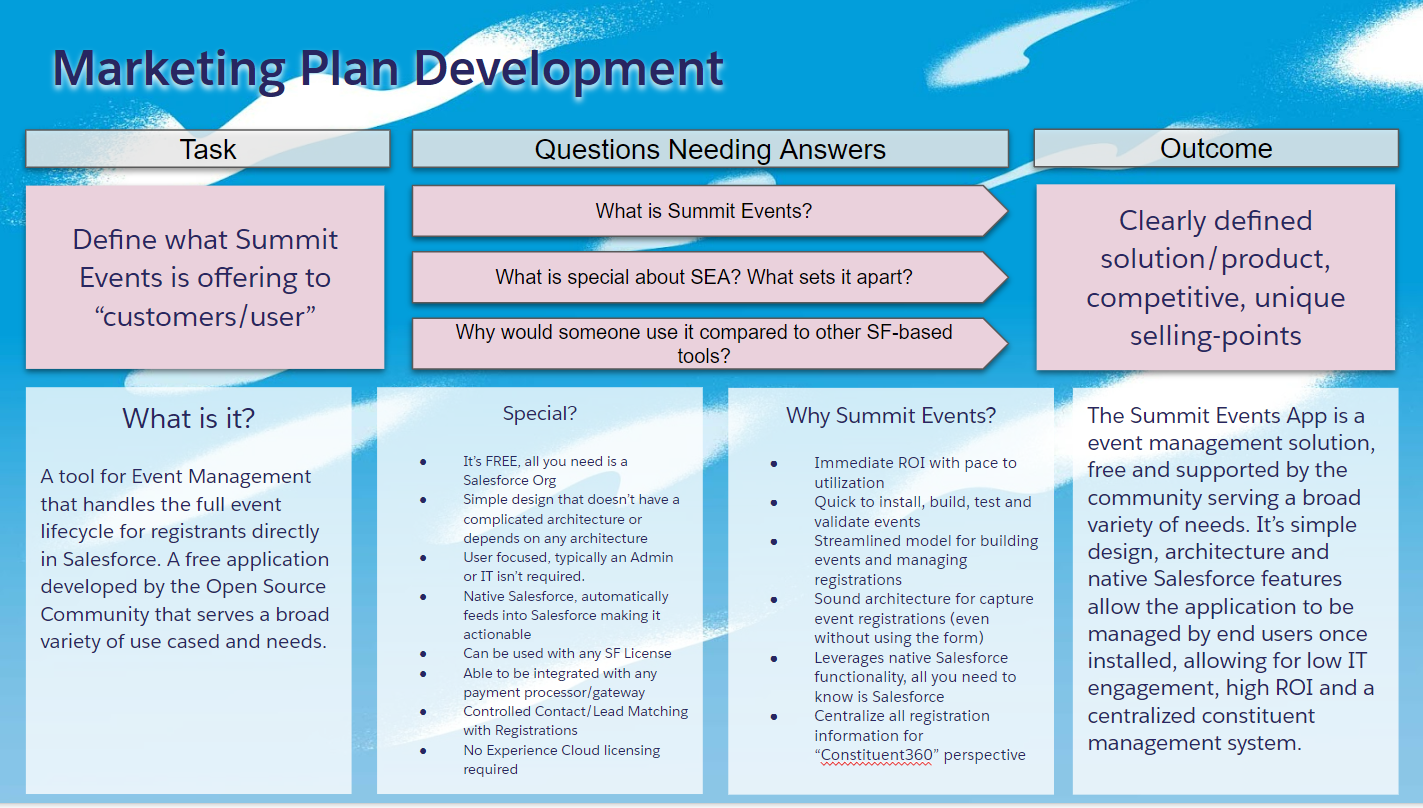 Marketing Plan Development
Task
Questions Needing Answers
Outcome
Define what Summit
Events is offering to
“customers/user”
What is Summit Events?
What is special about SEA? What sets it apart?
Why would someone use it compared to other SF-based
tools?
Clearly defined
solution/product,
competitive, unique
selling-points
What is it?
A tool for Event Management
that handles the full event
lifecycle for registrants directly
in Salesforce. A free application
developed by the Open Source
Community that serves a broad
variety of use cased and needs.
Special?
● It’s FREE, all you need is a
Salesforce Org
● Simple design that doesn’t have a
complicated architecture or
depends on any architecture
● User focused, typically an Admin
or IT isn’t required.
● Native Salesforce, automatically
feeds into Salesforce making it
actionable
● Can be used with any SF License
● Able to be integrated with any
payment processor/gateway
● Controlled Contact/Lead Matching
with Registrations
● No Experience Cloud licensing
required
Why Summit Events?
● Immediate ROI with pace to
utilization
● Quick to install, build, test and
validate events
● Streamlined model for building
events and managing
registrations
● Sound architecture for capture
event registrations (even
without using the form)
● Leverages native Salesforce
functionality, all you need to
know is Salesforce
● Centralize all registration
information for
“Constituent360” perspective
The Summit Events App is a
event management solution,
free and supported by the
community serving a broad
variety of needs. It’s simple
design, architecture and
native Salesforce features
allow the application to be
managed by end users once
installed, allowing for low IT
engagement, high ROI and a
centralized constituent
management system.